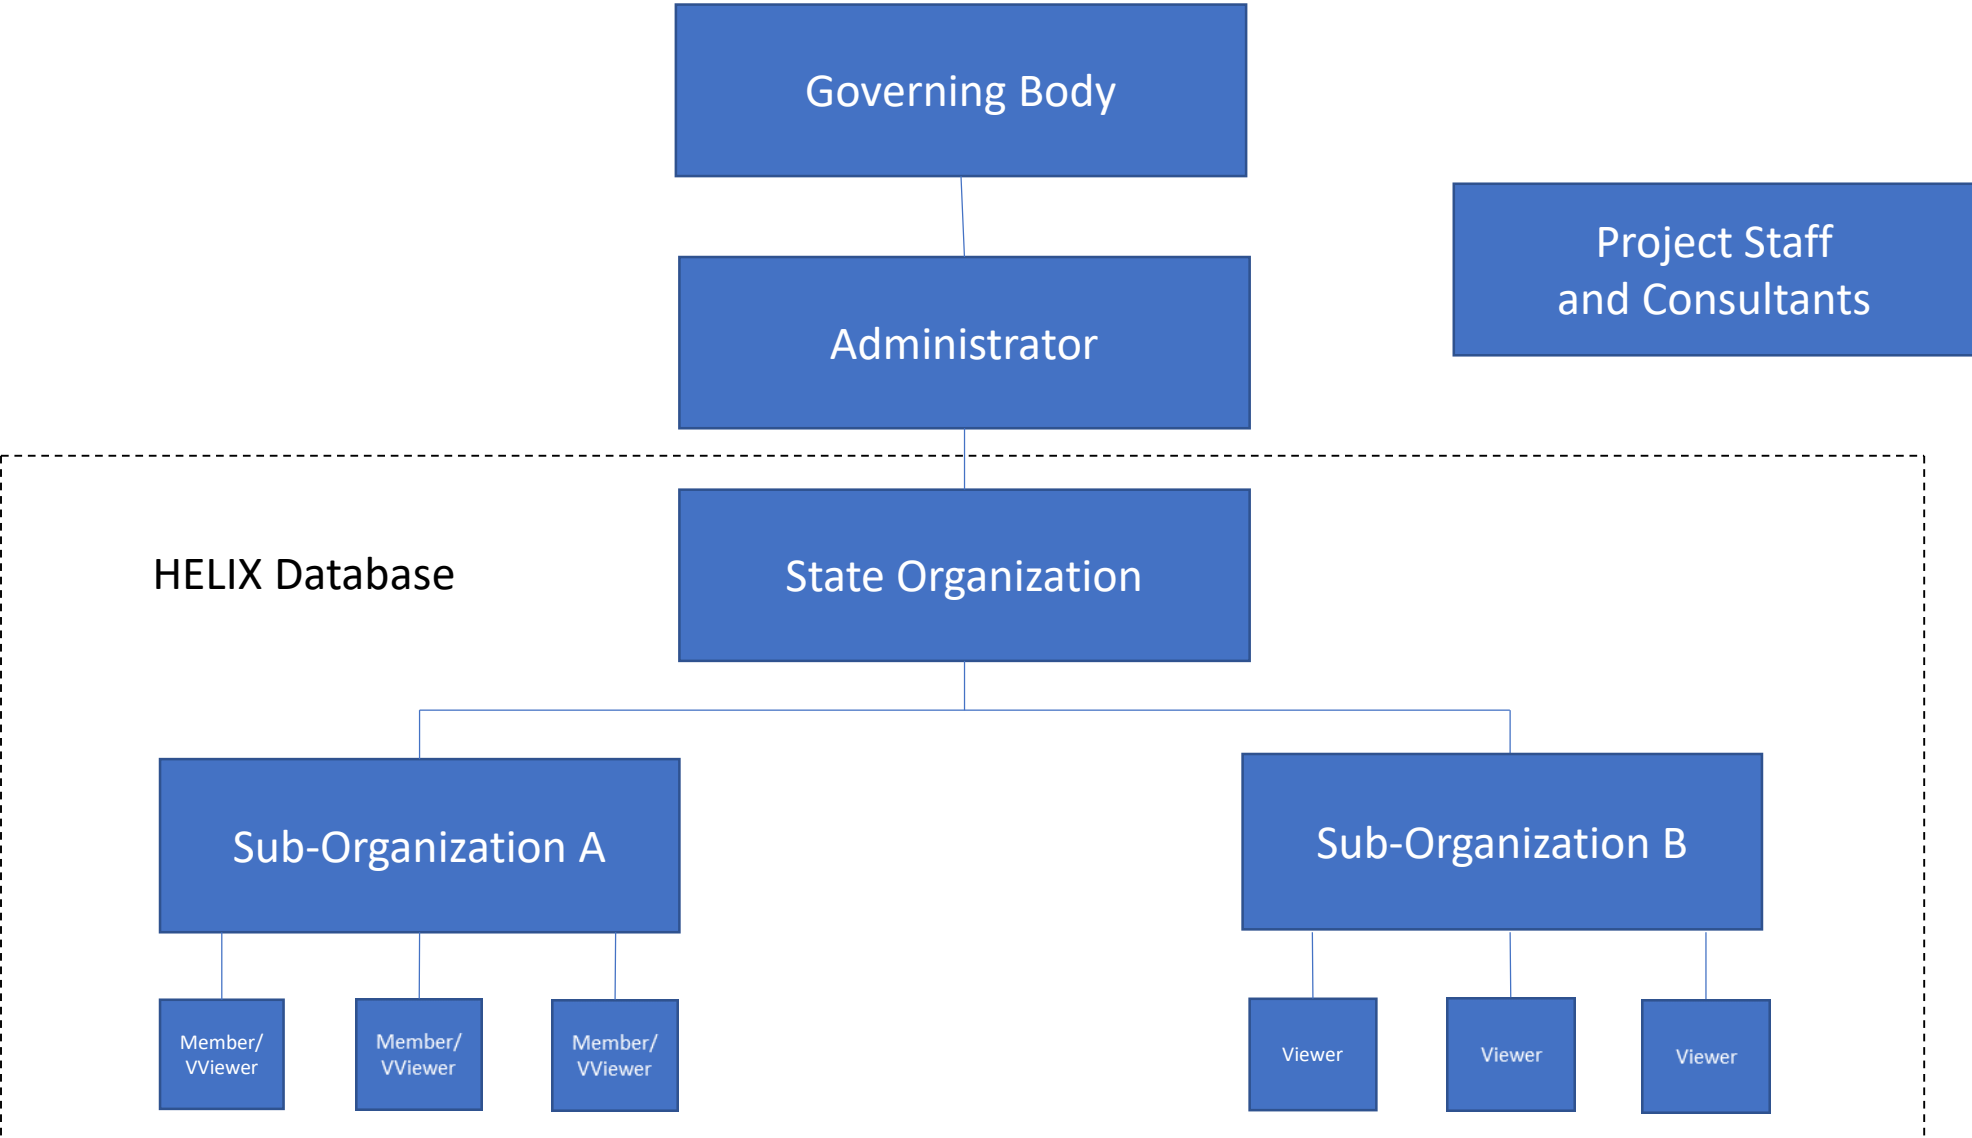 Governing Body
Project Staff
and Consultants
Administrator
HELIX Database
State Organization
Sub-Organization A
Sub-Organization B
Member/
VViewer
Member/
VViewer
Member/
VViewer
Viewer
Viewer
Viewer